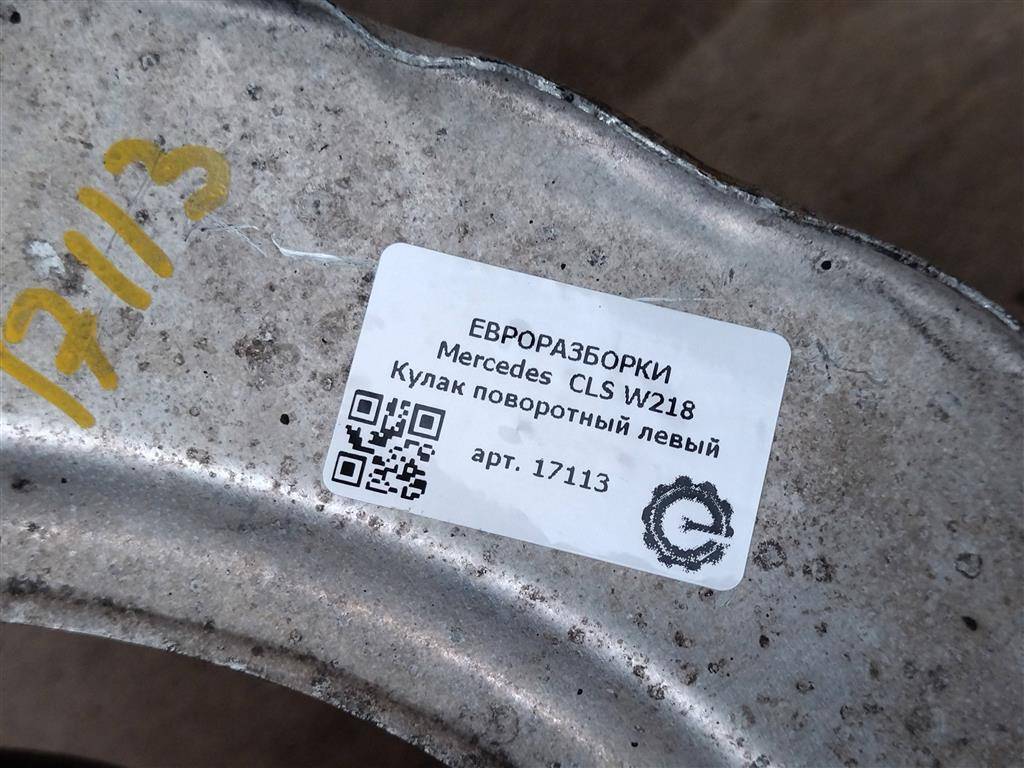 17113
ЕВРОРАЗБОРКИ
Mercedes CLS W218
Кулак поворотный левый
арт. 17113